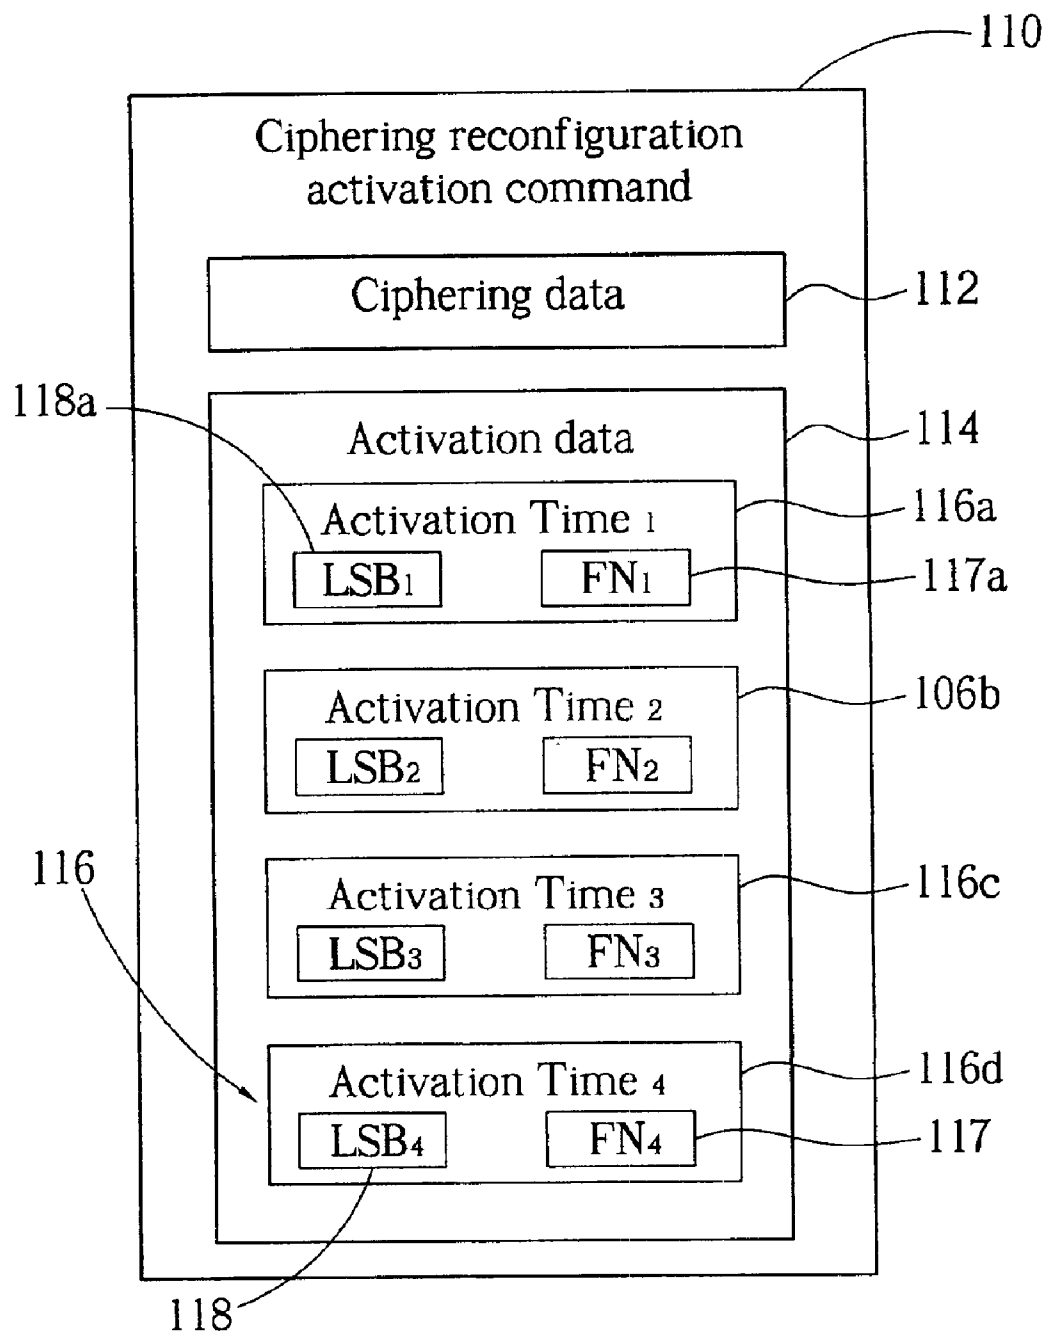 110
Ciphering reconfiguration
activation command
Ciphering data
112
118a
Activation data
114
Activation Time 1
116a
LSB1
FN1
117a
Activation Time 2
106b
LSB2
FN2
116
Activation Time 3
116c
LSB3
FN3
Activation Time 4
116d
LSB4
FN4
117
118